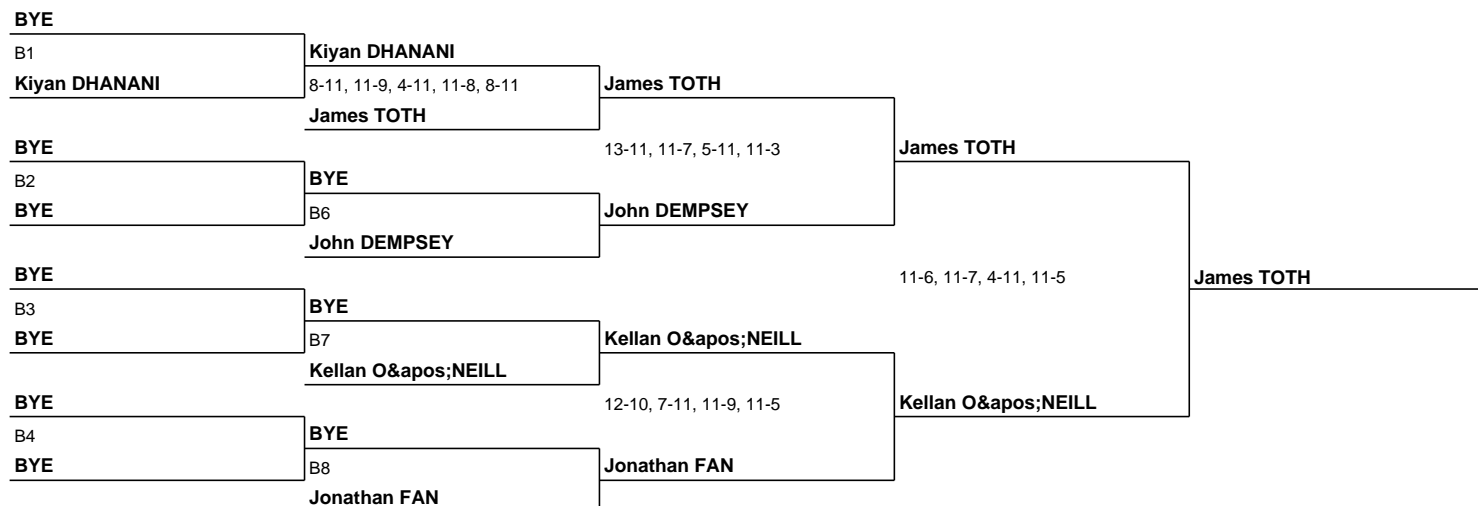 BYE
B1
Kiyan DHANANI
BYE
B2
BYE
BYE
B3
BYE
BYE
B4
BYE
Kiyan DHANANI
8-11, 11-9, 4-11, 11-8, 8-11
James TOTH
BYE
B6
John DEMPSEY
BYE
B7
Kellan O&apos;NEILL
BYE
B8
Jonathan FAN
James TOTH
13-11, 11-7, 5-11, 11-3
John DEMPSEY
Kellan O&apos;NEILL
12-10, 7-11, 11-9, 11-5
Jonathan FAN
James TOTH
11-6, 11-7, 4-11, 11-5
Kellan O&apos;NEILL
James TOTH